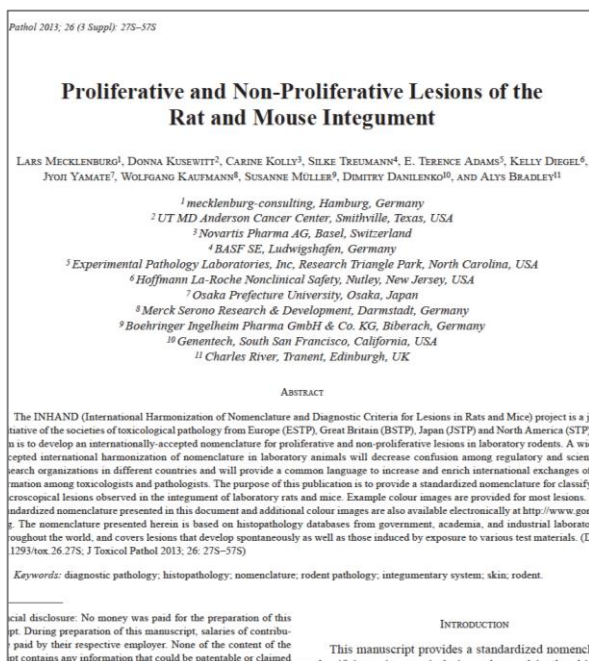 Pathol 2013; 26 (3 Suppl): 27S–57S
Proliferative and Non-Proliferative Lesions of the
Rat and Mouse Integument
LARS MECKLENBURG1, DONNA KUSEWITT2, CARINE KOLLY3, SILKE TREUMANN4, E. TERENCE ADAMS5, KELLY DIEGEL6,
JYOJI YAMATE7, WOLFGANG KAUFMANN8, SUSANNE MÜLLER9, DIMITRY DANILENKO10, AND ALYS BRADLEY11
1 mecklenburg-consulting, Hamburg, Germany
2 UT MD Anderson Cancer Center, Smithville, Texas, USA
3 Novartis Pharma AG, Basel, Switzerland
4 BASF SE, Ludwigshafen, Germany
5 Experimental Pathology Laboratories, Inc, Research Triangle Park, North Carolina, USA
6 Hoffmann La-Roche Nonclinical Safety, Nutley, New Jersey, USA
7 Osaka Prefecture University, Osaka, Japan
8 Merck Serono Research & Development, Darmstadt, Germany
9 Boehringer Ingelheim Pharma GmbH & Co. KG, Biberach, Germany
10 Genentech, South San Francisco, California, USA
11 Charles River, Tranent, Edinburgh, UK
ABSTRACT
The INHAND (International Harmonization of Nomenclature and Diagnostic Criteria for Lesions in Rats and Mice) project is a
itiative of the societies of toxicological pathology from Europe (ESTP), Great Britain (BSTP), Japan (JSTP) and North America (STP)
is to develop an internationally-accepted nomenclature for proliferative and non-proliferative lesions in laboratory rodents. A
cepted international harmonization of nomenclature in laboratory animals will decrease confusion among regulatory and scien
search organizations in different countries and will provide a common language to increase and enrich international exchanges of
rmation among toxicologists and pathologists. The purpose of this publication is to provide a standardized nomenclature for classify
icroscopical lesions observed in the integument of laboratory rats and mice. Example colour images are provided for most lesions.
ndardized nomenclature presented in this document and additional colour images are also available electronically at http://www.gor
g. The nomenclature presented herein is based on histopathology databases from government, academia, and industrial laborato
roughout the world, and covers lesions that develop spontaneously as well as those induced by exposure to various test materials. (D
.1293/tox.26.27S; J Toxicol Pathol 2013; 26: 27S–57S)
Keywords: diagnostic pathology; histopathology; nomenclature; rodent pathology; integumentary system; skin; rodent.
cial disclosure: No money was paid for the preparation of this
pt. During preparation of this manuscript, salaries of contribu-
paid by their respective employer. None of the content of the
pt contains any information that could be patentable or claimed
INTRODUCTION
This manuscript provides a standardized nomencl